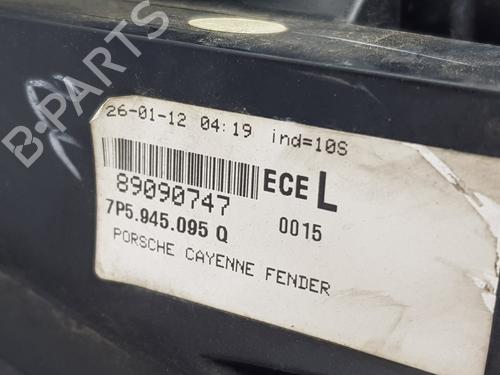 B-PARTS
26-01-12 04:19 ind=10S
89090747
ECE L
7P5.945.095 Q
0015
PORSCHE CAYENNE FENDER